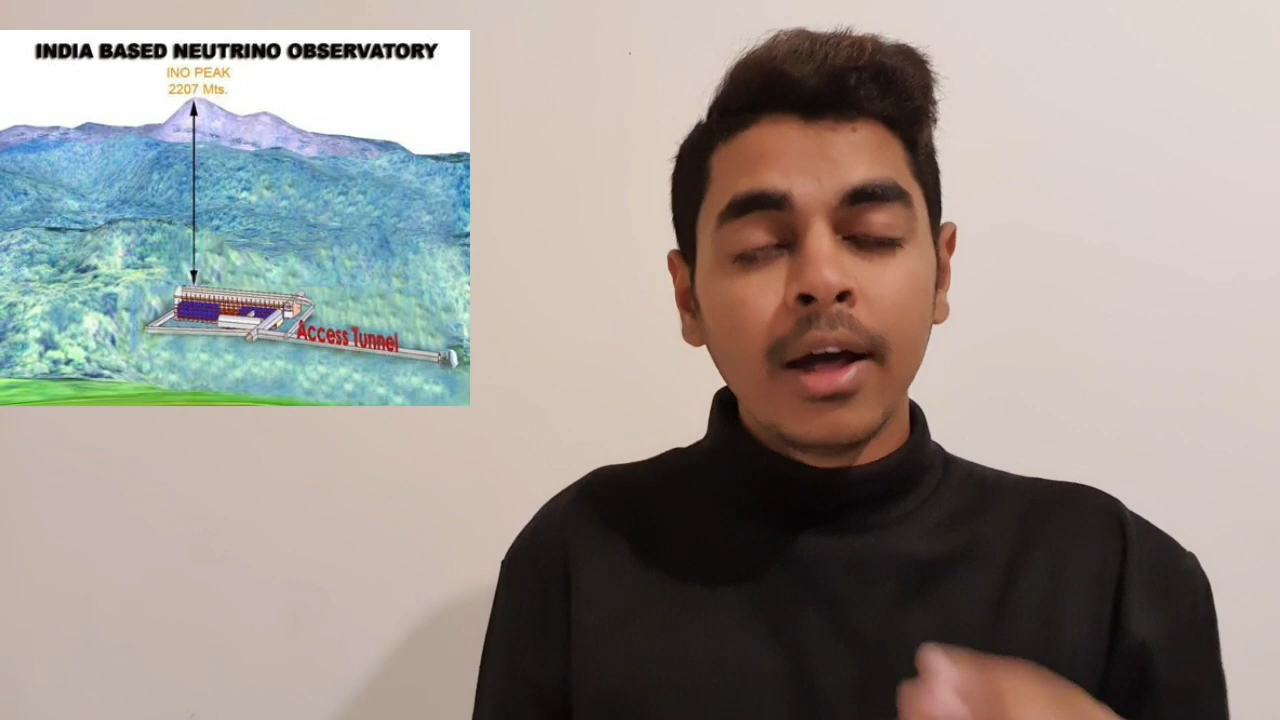 INDIA BASED NEUTRINO OBSERVATORY
INO PEAK
2207 Mts.
Access Tunnel